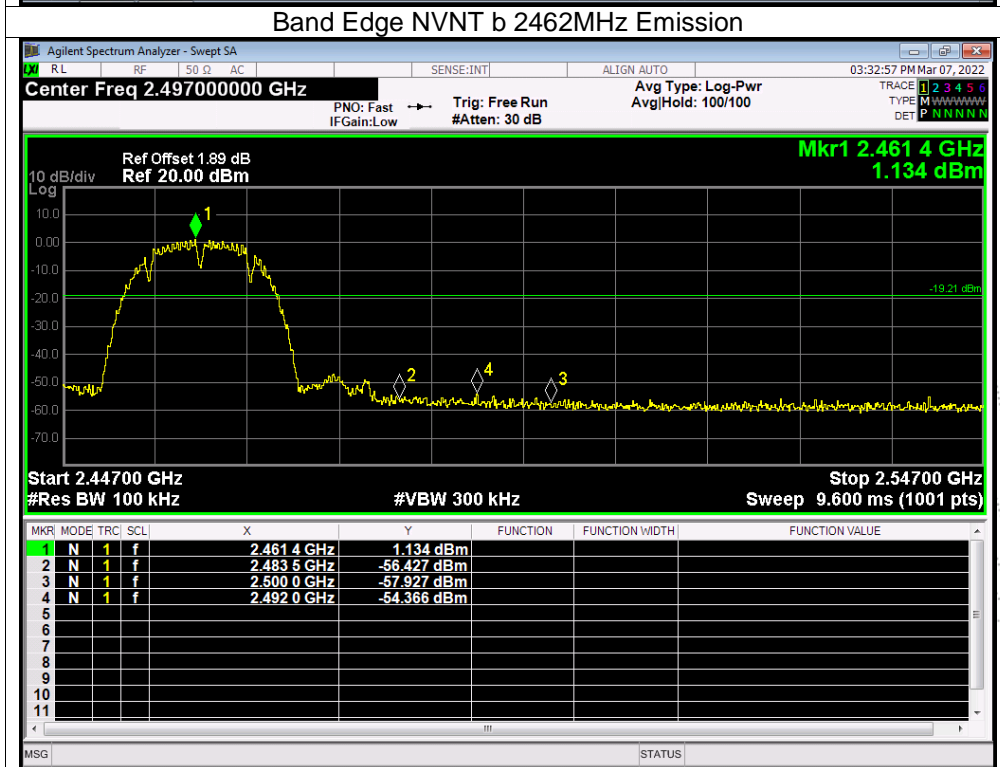 Band Edge NVNT b 2462MHz Emission
Agilent Spectrum Analyzer - Swept SA
LXI RL RF 50 Ω AC SENSE:INT ALIGN AUTO 03:32:57 PM Mar 07, 2022
Center Freq 2.497000000 GHz
PNO: Fast
IFGain:Low
Trig: Free Run
#Atten: 30 dB
Avg Type: Log-Pwr
Avg|Hold: 100/100
TRACE 1 2 3 4 5 6
TYPE M WWWWW
DET P N N N N N
Mkr1 2.461 4 GHz
1.134 dBm
Ref Offset 1.89 dB
10 dB/div Ref 20.00 dBm
Log
10.0
0.00
-10.0
-20.0
-30.0
-40.0
-50.0
-60.0
-70.0
1
2
4
3
-19.21 dBm
Start 2.44700 GHz Stop 2.54700 GHz
#Res BW 100 kHz #VBW 300 kHz Sweep 9.600 ms (1001 pts)
MKR MODE TRC SCL X Y FUNCTION FUNCTION WIDTH FUNCTION VALUE
1 N 1 f 2.461 4 GHz 1.134 dBm
2 N 1 f 2.483 5 GHz -56.427 dBm
3 N 1 f 2.500 0 GHz -57.927 dBm
4 N 1 f 2.492 0 GHz -54.366 dBm
5
6
7
8
9
10
11
MSG STATUS